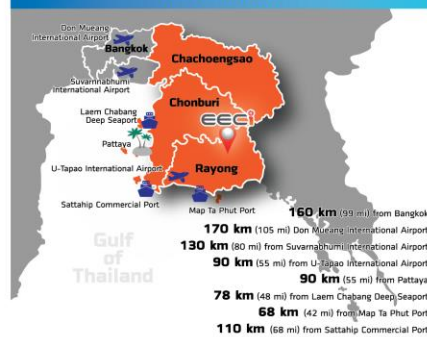 Don Mueang
International Airport
Bangkok
Chachoengsao
Suvarnabhumi
International Airport
Chonburi
Laem Chabang
Deep Seaport
EECi
Pattaya
U-Tapao International Airport
Rayong
Sattahip Commercial Port
Map Ta Phut Port
Gulf
of
Thailand
160 km (99 mi) from Bangkok
170 km (105 mi) Don Mueang International Airport
130 km (80 mi) from Suvarnabhumi International Airport
90 km (55 mi) from U-Tapao International Airport
90 km (55 mi) from Pattaya
78 km (48 mi) from Laem Chabang Deep Seaport
68 km (42 mi) from Map Ta Phut Port
110 km (68 mi) from Sattahip Commercial Port